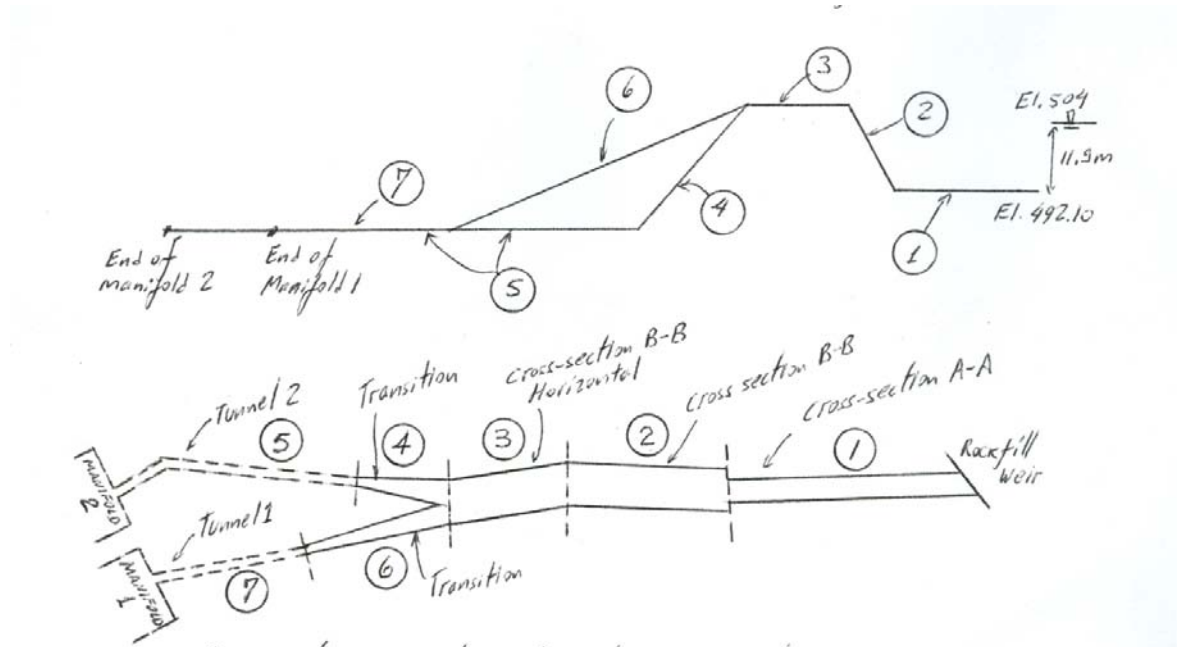 6
3
2
El. 504
11.9m
7
4
El. 492.10
1
End of
manifold 2
End of
Manifold 1
5
Cross-section B-B
Horizontal
Cross section B-B
Cross-section A-A
Transition
Tunnel 2
5
4
3
2
1
Rockfill
Weir
MANIFOLD
2
Tunnel 1
MANIFOLD
1
7
6
Transition